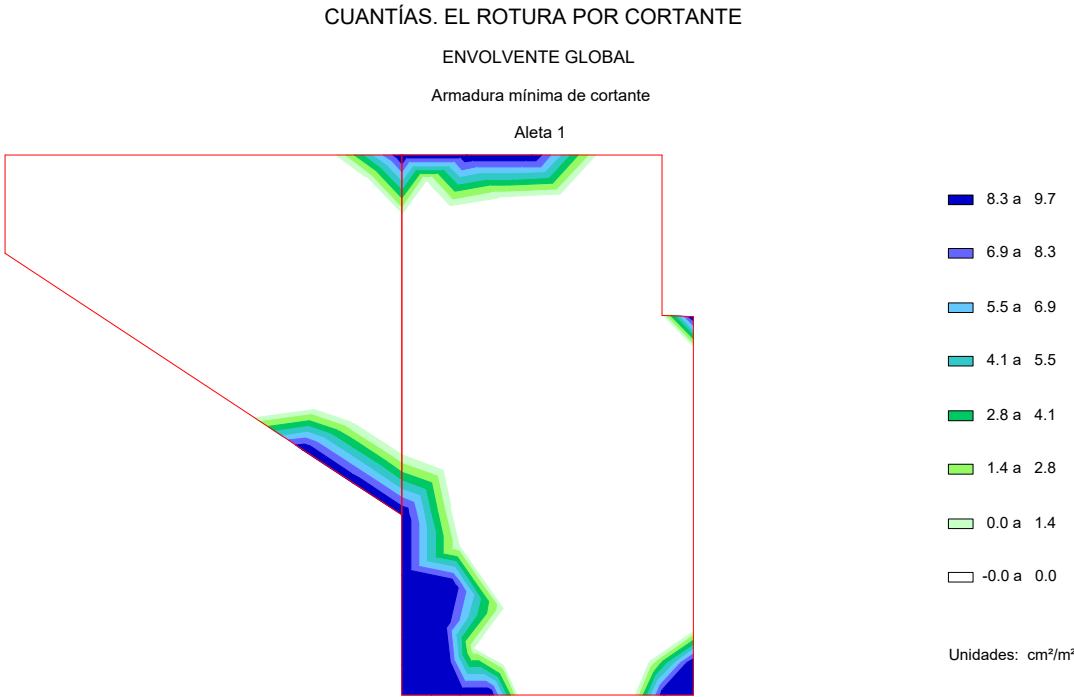 CUANTÍAS. EL ROTURA POR CORTANTE
ENVOLVENTE GLOBAL
Armadura mínima de cortante
Aleta 1
8.3 a 9.7
6.9 a 8.3
5.5 a 6.9
4.1 a 5.5
2.8 a 4.1
1.4 a 2.8
0.0 a 1.4
-0.0 a 0.0
Unidades: cm²/m²